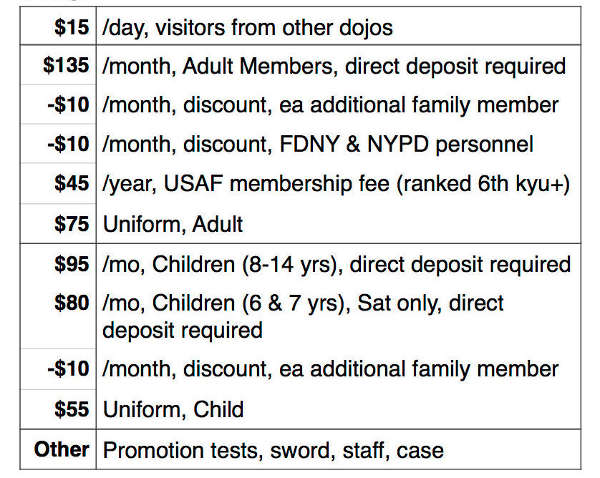 $15 /day, visitors from other dojos
$135 /month, Adult Members, direct deposit required
-$10 /month, discount, ea additional family member
-$10 /month, discount, FDNY & NYPD personnel
$45 /year, USAF membership fee (ranked 6th kyu+)
$75 Uniform, Adult
$95 /mo, Children (8-14 yrs), direct deposit required
$80 /mo, Children (6 & 7 yrs), Sat only, direct
deposit required
-$10 /month, discount, ea additional family member
$55 Uniform, Child
Other Promotion tests, sword, staff, case